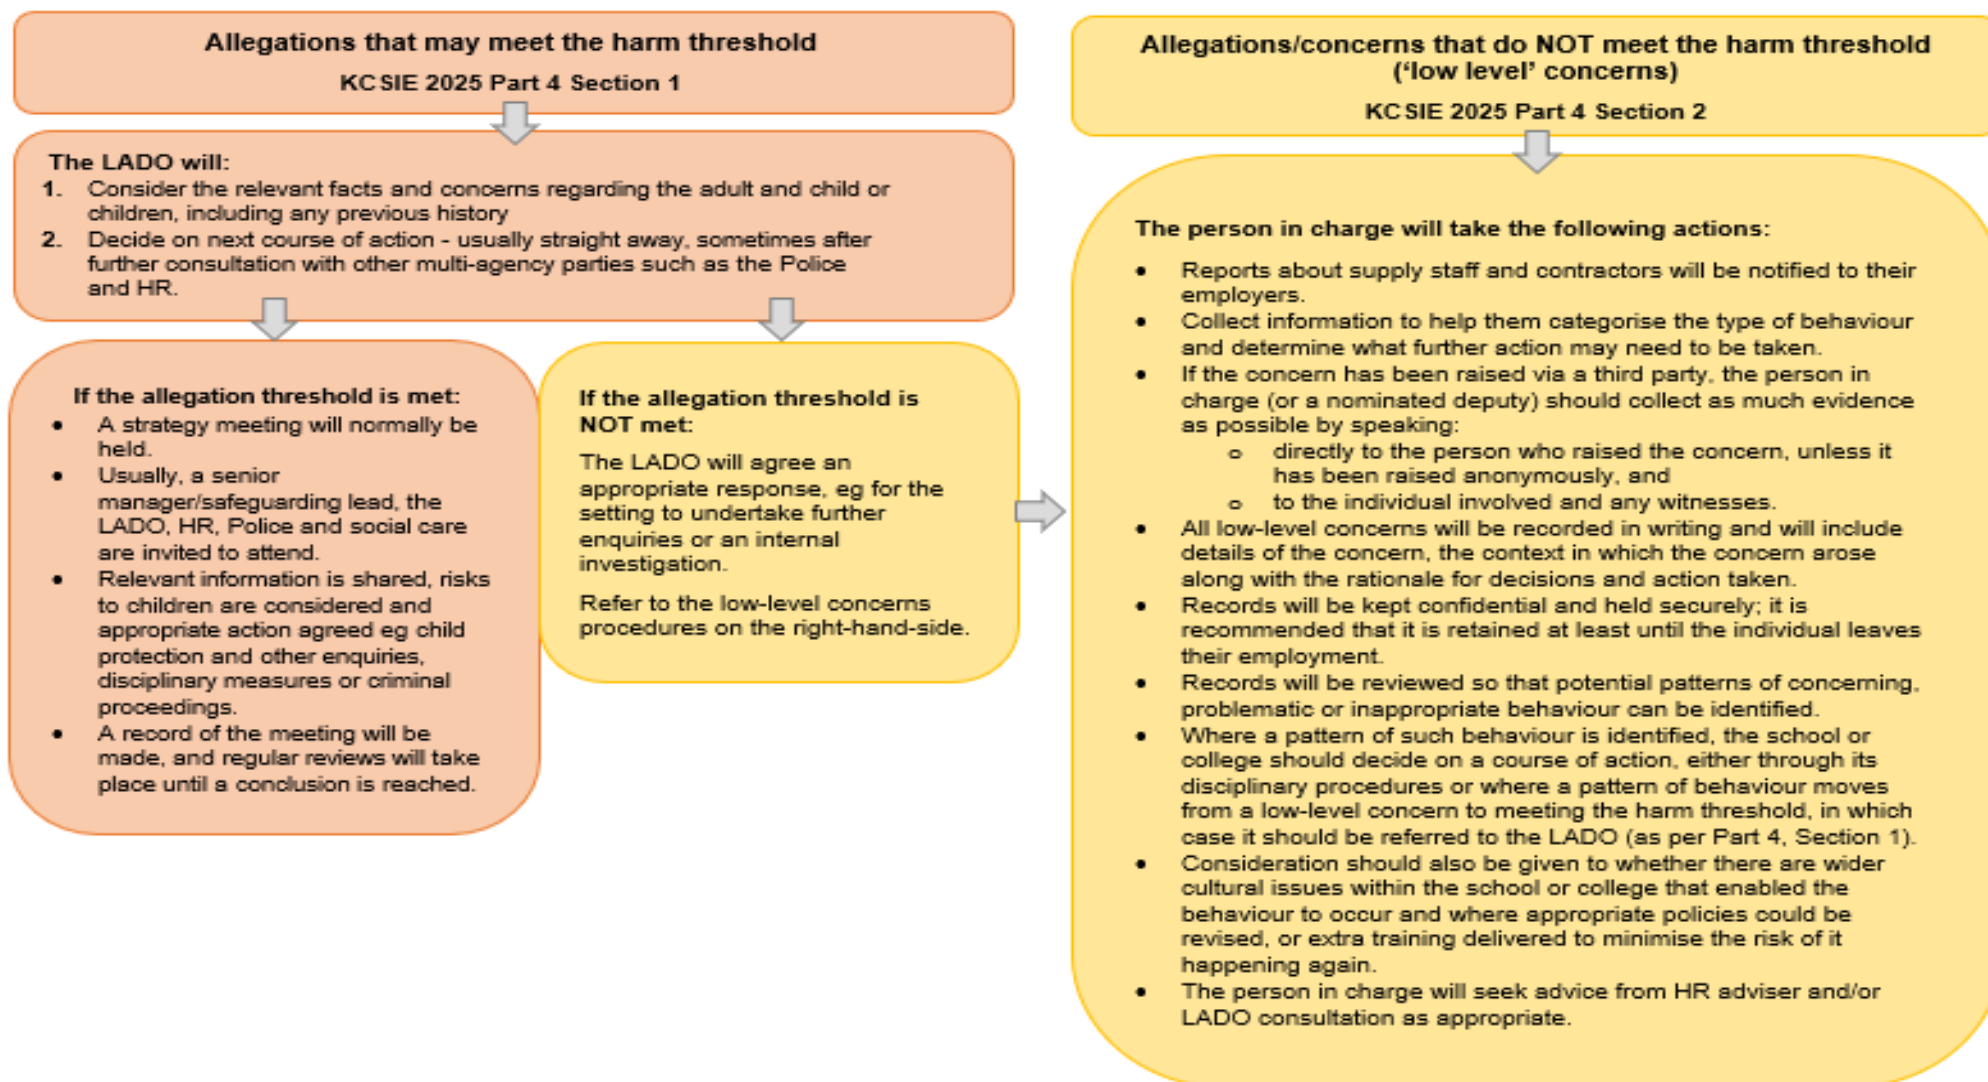 Allegations that may meet the harm threshold
KCSIE 2025 Part 4 Section 1
The LADO will:
1. Consider the relevant facts and concerns regarding the adult and child or
children, including any previous history
2. Decide on next course of action - usually straight away, sometimes after
further consultation with other multi-agency parties such as the Police
and HR.
If the allegation threshold is met:
• A strategy meeting will normally be
held.
• Usually, a senior
manager/safeguarding lead, the
LADO, HR, Police and social care
are invited to attend.
• Relevant information is shared, risks
to children are considered and
appropriate action agreed eg child
protection and other enquiries,
disciplinary measures or criminal
proceedings.
• A record of the meeting will be
made, and regular reviews will take
place until a conclusion is reached.
If the allegation threshold is
NOT met:
The LADO will agree an
appropriate response, eg for the
setting to undertake further
enquiries or an internal
investigation.
Refer to the low-level concerns
procedures on the right-hand-side.
Allegations/concerns that do NOT meet the harm threshold
(‘low level’ concerns)
KCSIE 2025 Part 4 Section 2
The person in charge will take the following actions:
• Reports about supply staff and contractors will be notified to their
employers.
• Collect information to help them categorise the type of behaviour
and determine what further action may need to be taken.
• If the concern has been raised via a third party, the person in
charge (or a nominated deputy) should collect as much evidence
as possible by speaking:
o directly to the person who raised the concern, unless it
has been raised anonymously, and
o to the individual involved and any witnesses.
• All low-level concerns will be recorded in writing and will include
details of the concern, the context in which the concern arose
along with the rationale for decisions and action taken.
• Records will be kept confidential and held securely; it is
recommended that it is retained at least until the individual leaves
their employment.
• Records will be reviewed so that potential patterns of concerning,
problematic or inappropriate behaviour can be identified.
• Where a pattern of such behaviour is identified, the school or
college should decide on a course of action, either through its
disciplinary procedures or where a pattern of behaviour moves
from a low-level concern to meeting the harm threshold, in which
case it should be referred to the LADO (as per Part 4, Section 1).
• Consideration should also be given to whether there are wider
cultural issues within the school or college that enabled the
behaviour to occur and where appropriate policies could be
revised, or extra training delivered to minimise the risk of it
happening again.
• The person in charge will seek advice from HR adviser and/or
LADO consultation as appropriate.